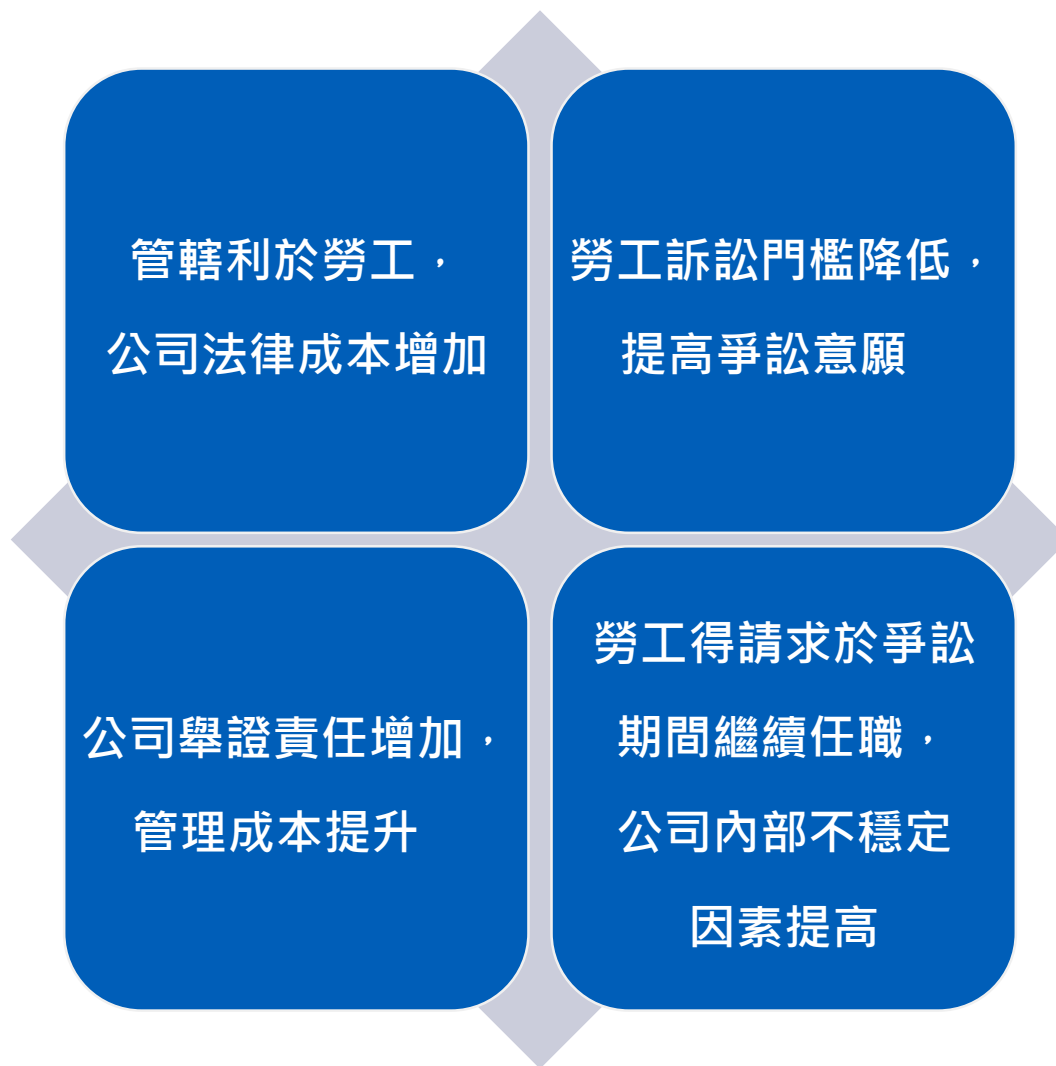 管轄利於勞工，
公司法律成本增加
勞工訴訟門檻降低，
提高爭訟意願
公司舉證責任增加，
管理成本提升
勞工得請求於爭訟
期間繼續任職，
公司內部不穩定
因素提高